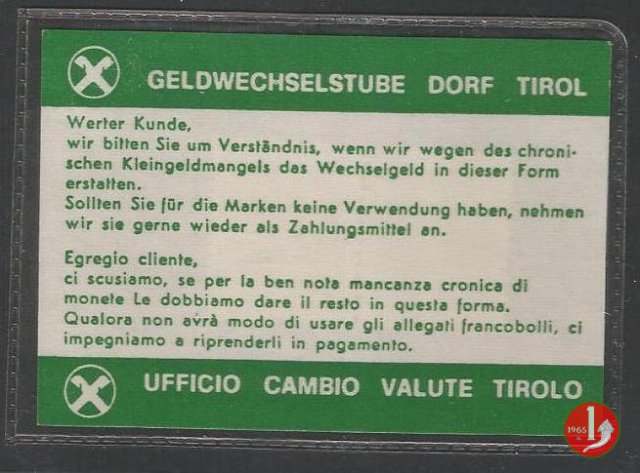 GELDWECHSELSTUBE DORF TIROL
Werter Kunde,
wir bitten Sie um Verständnis, wenn wir wegen des chroni-
schen Kleingeldmangels das Wechselgeld in dieser Form
erstatten.
Sollten Sie für die Marken keine Verwendung haben, nehmen
wir sie gerne wieder als Zahlungsmittel an.
Egregio cliente,
ci scusiamo, se per la ben nota mancanza cronica di
monete Le dobbiamo dare il resto in questa forma.
Qualora non avrà modo di usare gli allegati francobolli, ci
impegniamo a riprenderli in pagamento.
UFFICIO CAMBIO VALUTE TIROLO
1965
1